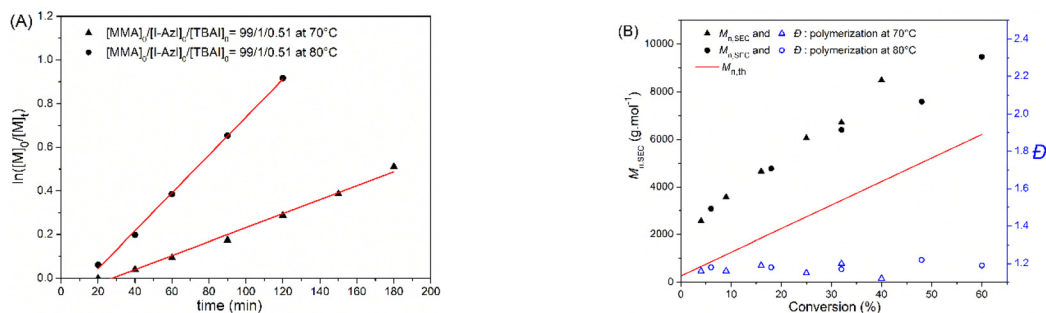 (A)
[MMA]0/[I-AzI]0/[TBAI]0= 99/1/0.51 at 70°C
[MMA]0/[I-AzI]0/[TBAI]0= 99/1/0.51 at 80°C
ln([M]0/[M]t)
1.2
1.0
0.8
0.6
0.4
0.2
0.0
0 20 40 60 80 100 120 140 160 180 200
time (min)
(B)
Mn,SEC and Đ : polymerization at 70°C
Mn,SEC and Đ : polymerization at 80°C
Mn,th
Mn,SEC (g.mol-1)
10000
8000
6000
4000
2000
0
0 10 20 30 40 50 60
Conversion (%)
2.4
2.2
2.0
1.8
1.6
1.4
1.2
Đ